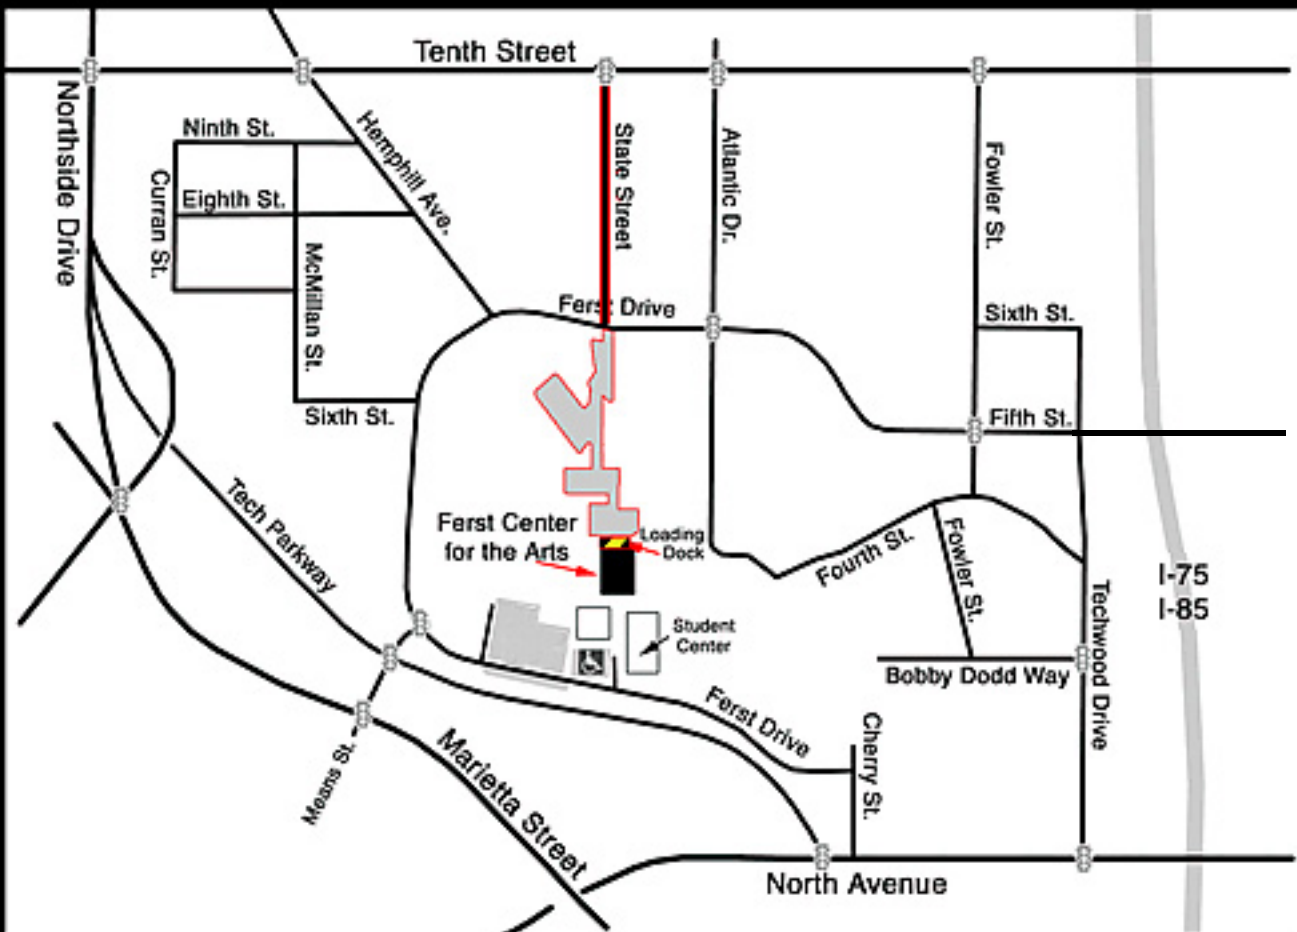 Tenth Street
Northside Drive
Ninth St.
Hemphill Ave.
State Street
Atlantic Dr.
Fowler St.
Curran St.
Eighth St.
McMillan St.
Ferst Drive
Sixth St.
Sixth St.
Fifth St.
Tech Parkway
Ferst Center
for the Arts
Loading
Dock
Fourth St.
Fowler St.
I-75
I-85
Techwood Drive
Student
Center
Bobby Dodd Way
Ferst Drive
Cherry St.
Means St.
Marietta Street
North Avenue